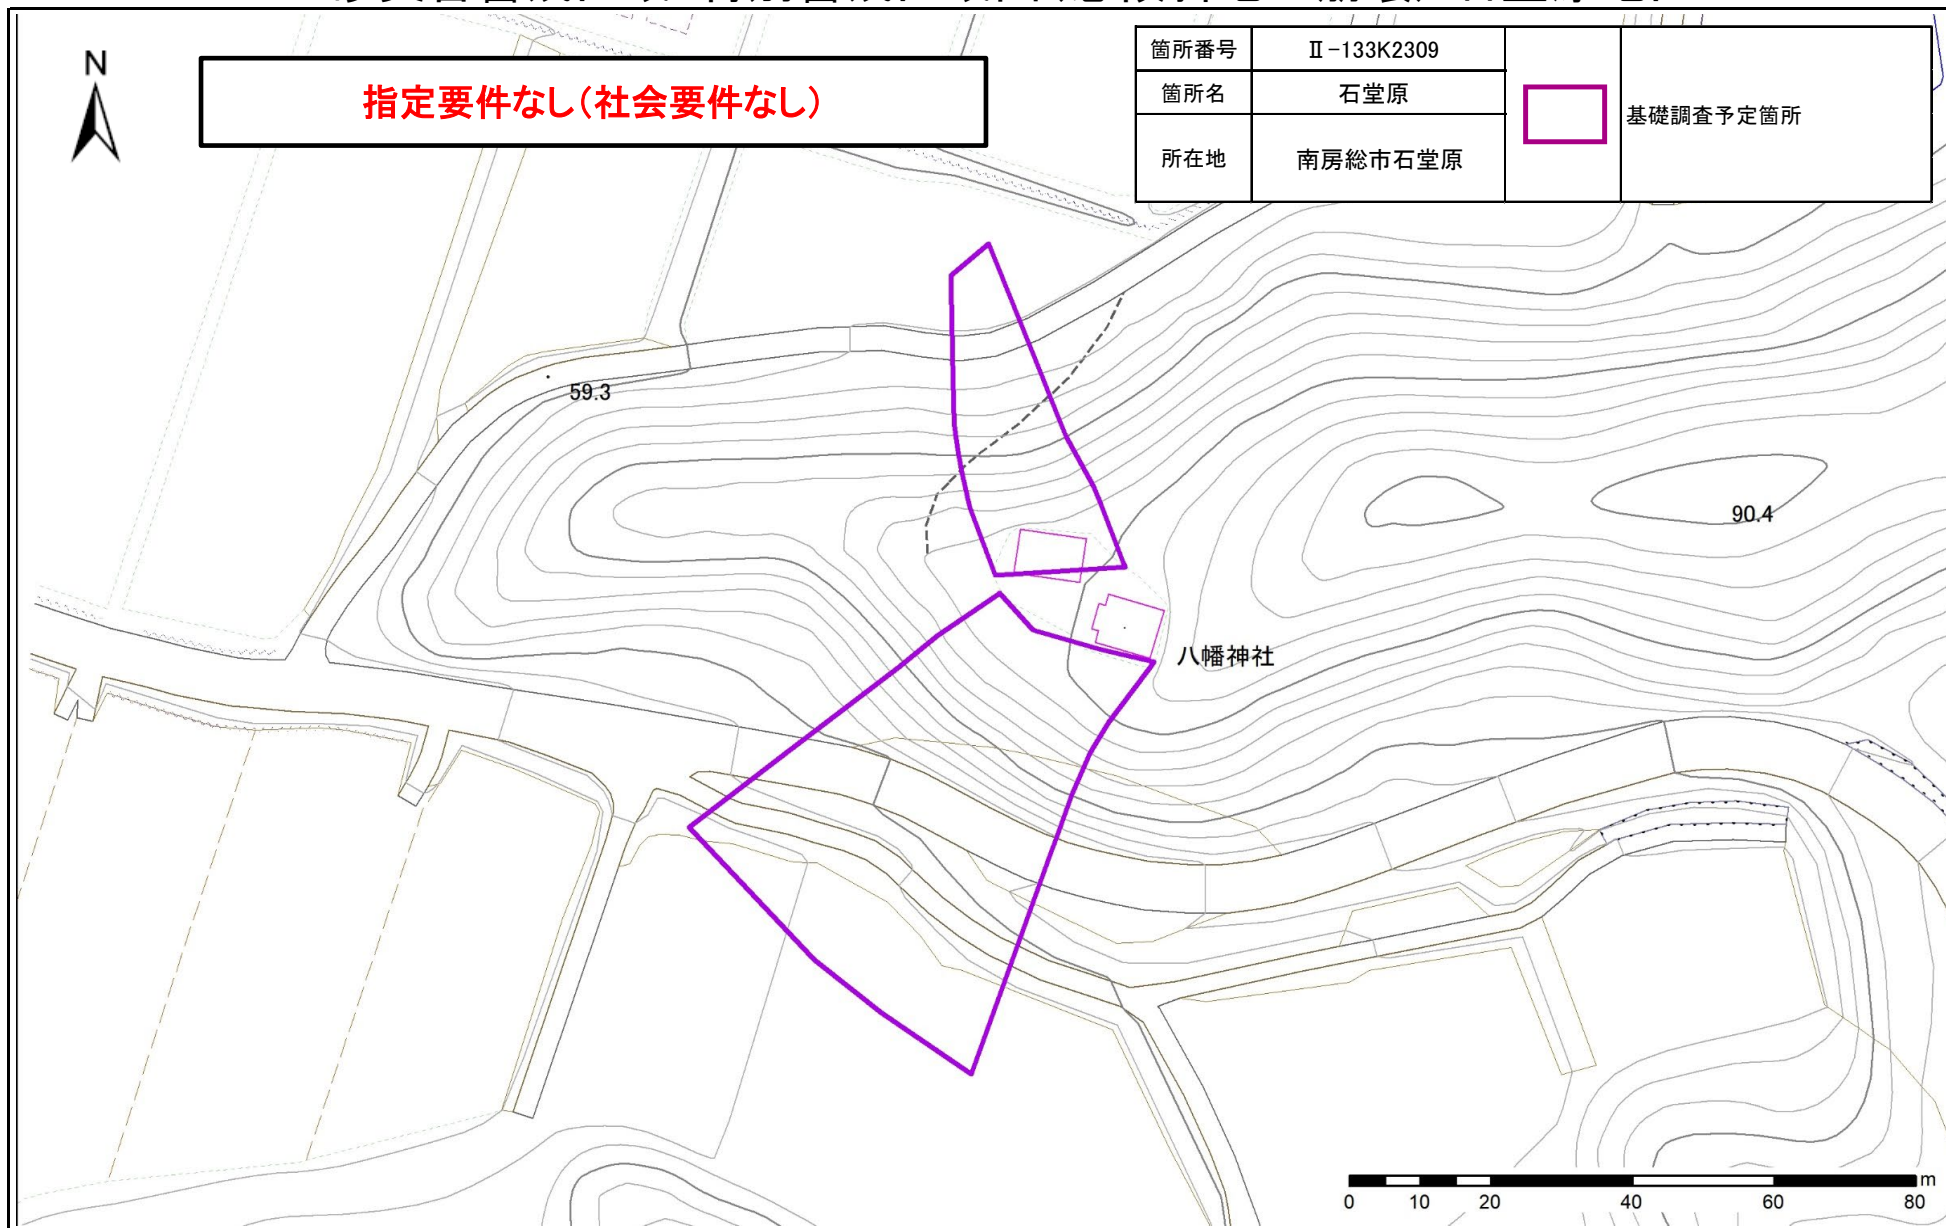 N
指定要件なし(社会要件なし)
箇所番号 Ⅱ-133K2309
箇所名 石堂原
所在地 南房総市石堂原
基礎調査予定箇所
59.3
90.4
八幡神社
m
0 10 20 40 60 80